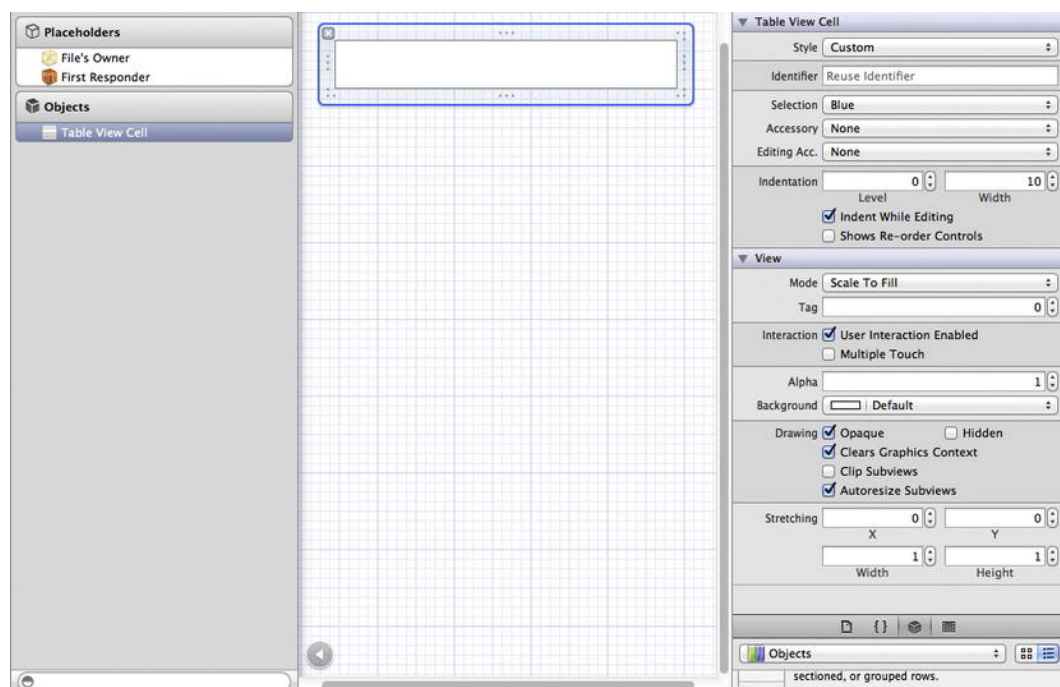 Placeholders
File's Owner
First Responder
Objects
Table View Cell
Table View Cell
Style Custom
Identifier Reuse Identifier
Selection Blue
Accessory None
Editing Acc. None
Indentation 0 10
Level Width
Indent While Editing
Shows Re-order Controls
View
Mode Scale To Fill
Tag 0
Interaction User Interaction Enabled
Multiple Touch
Alpha 1
Background Default
Drawing Opaque Hidden
Clears Graphics Context
Clip Subviews
Autoresize Subviews
Stretching 0 0
X Y
1 1
Width Height
{}
Objects
sectioned, or grouped rows.